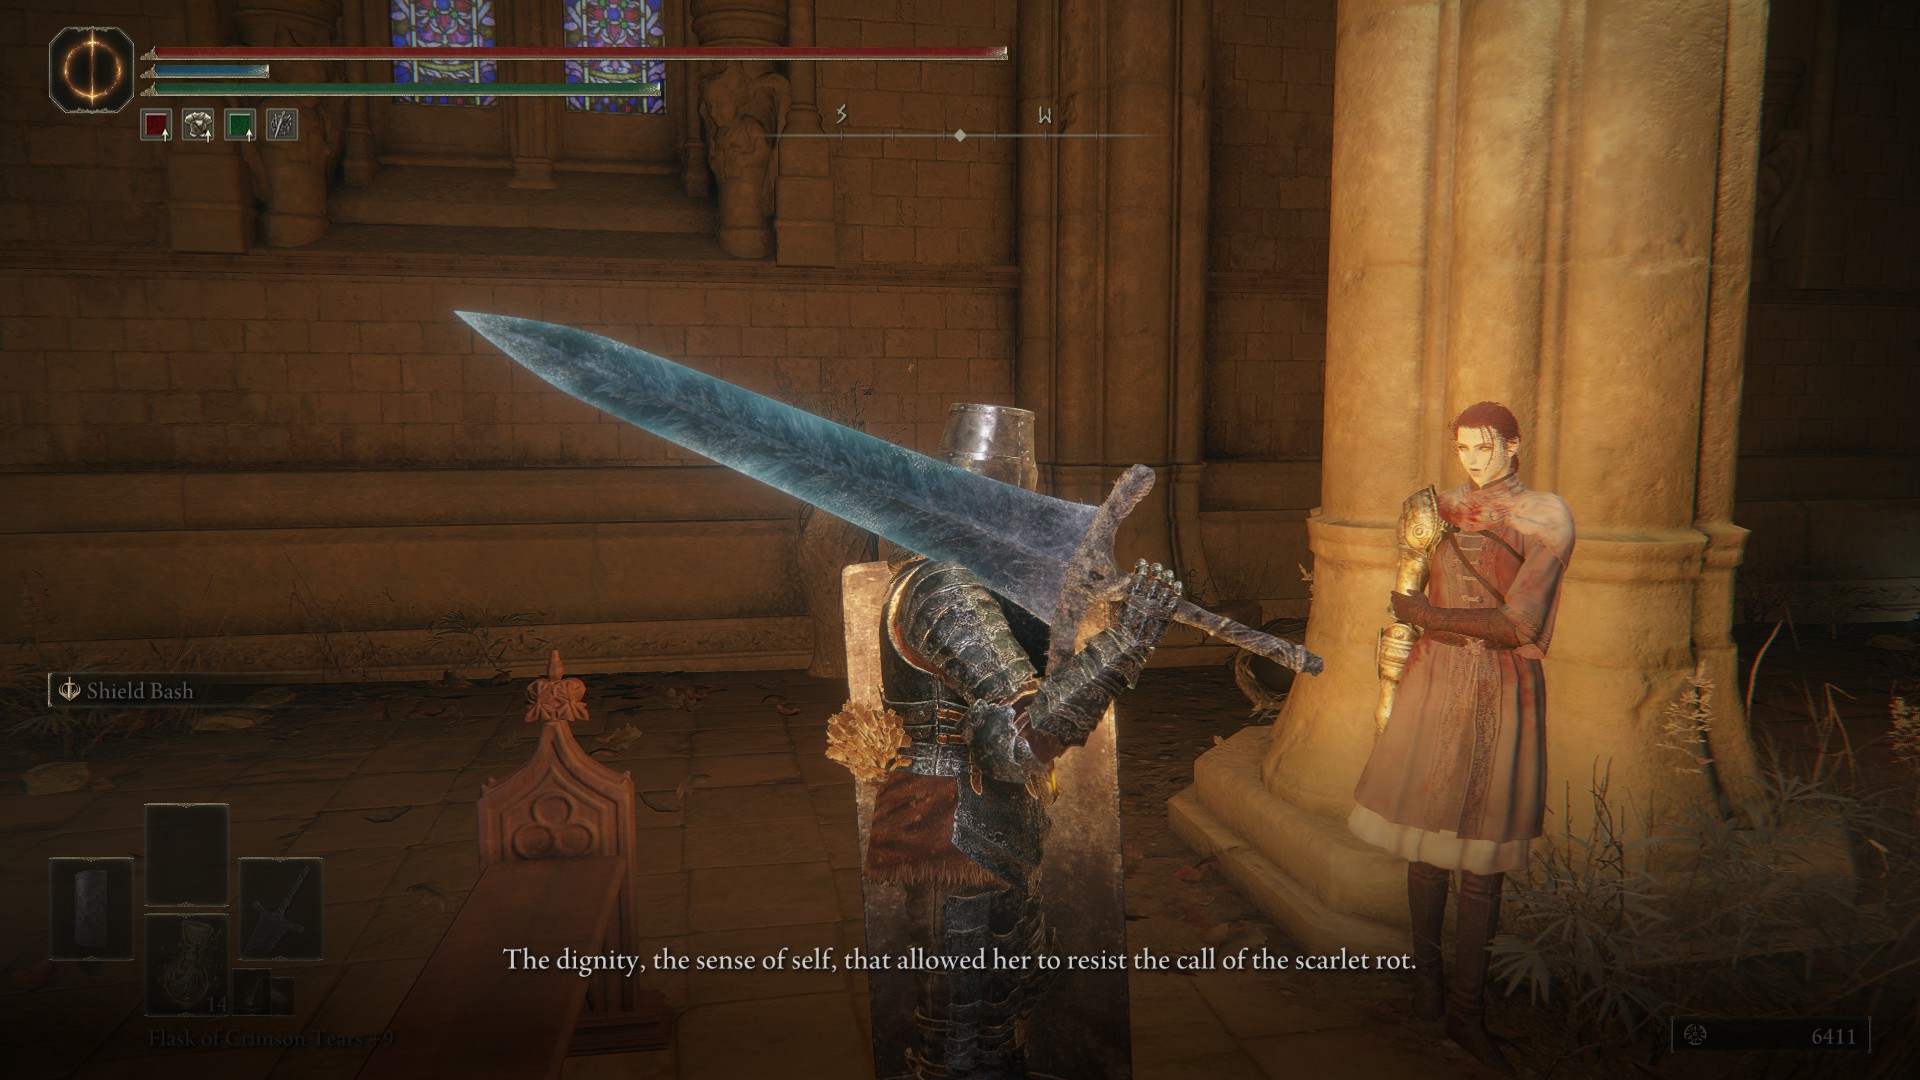 S
W
Shield Bash
The dignity, the sense of self, that allowed her to resist the call of the scarlet rot.
14
Flask of Crimson Tears +9
6411